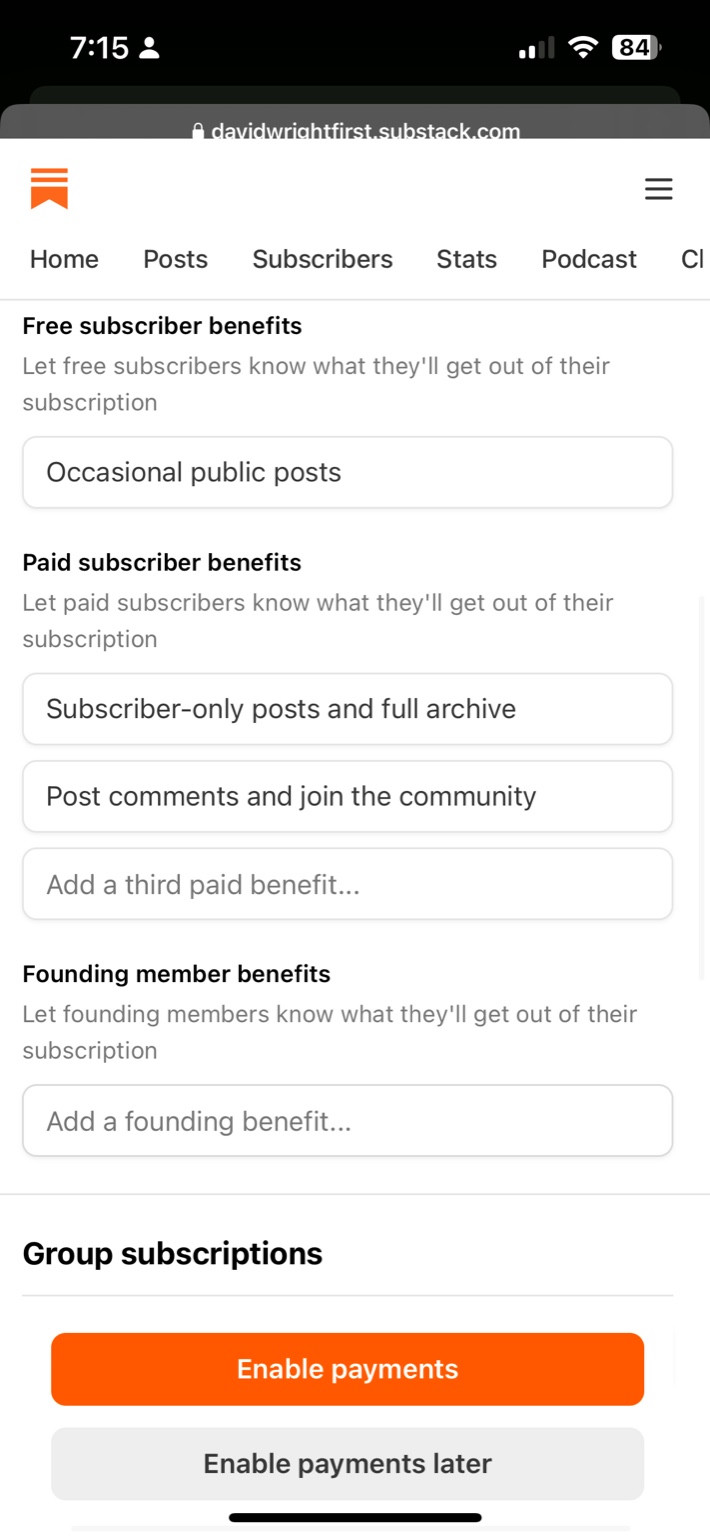 7:15
84
davidwrightfirst.substack.com
Home Posts Subscribers Stats Podcast
Free subscriber benefits
Let free subscribers know what they'll get out of their
subscription
Occasional public posts
Paid subscriber benefits
Let paid subscribers know what they'll get out of their
subscription
Subscriber-only posts and full archive
Post comments and join the community
Add a third paid benefit...
Founding member benefits
Let founding members know what they'll get out of their
subscription
Add a founding benefit...
Group subscriptions
Enable payments
Enable payments later